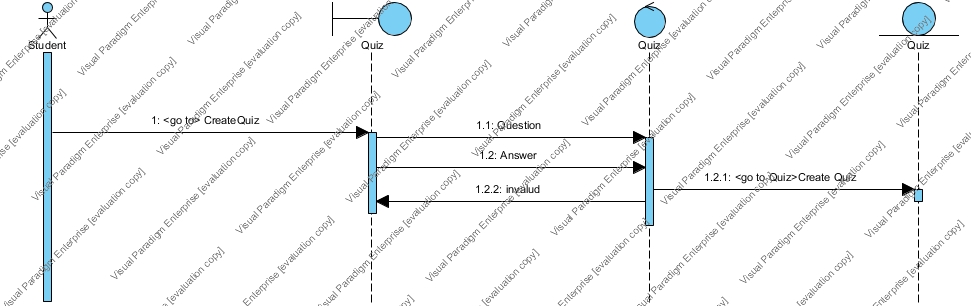 Student
Quiz
Quiz
Quiz
1: <go to> CreateQuiz
1.1: Question
1.2: Answer
1.2.1: <go to Quiz>Create Quiz
1.2.2: invalud
Visual Paradigm Enterprise [evaluation copy]